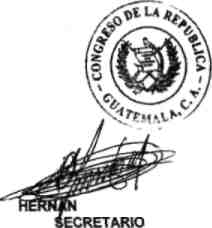 CONGRESO DE LA REPUBLICA
GUATEMALA, C. A.
HERNAN
SECRETARIO